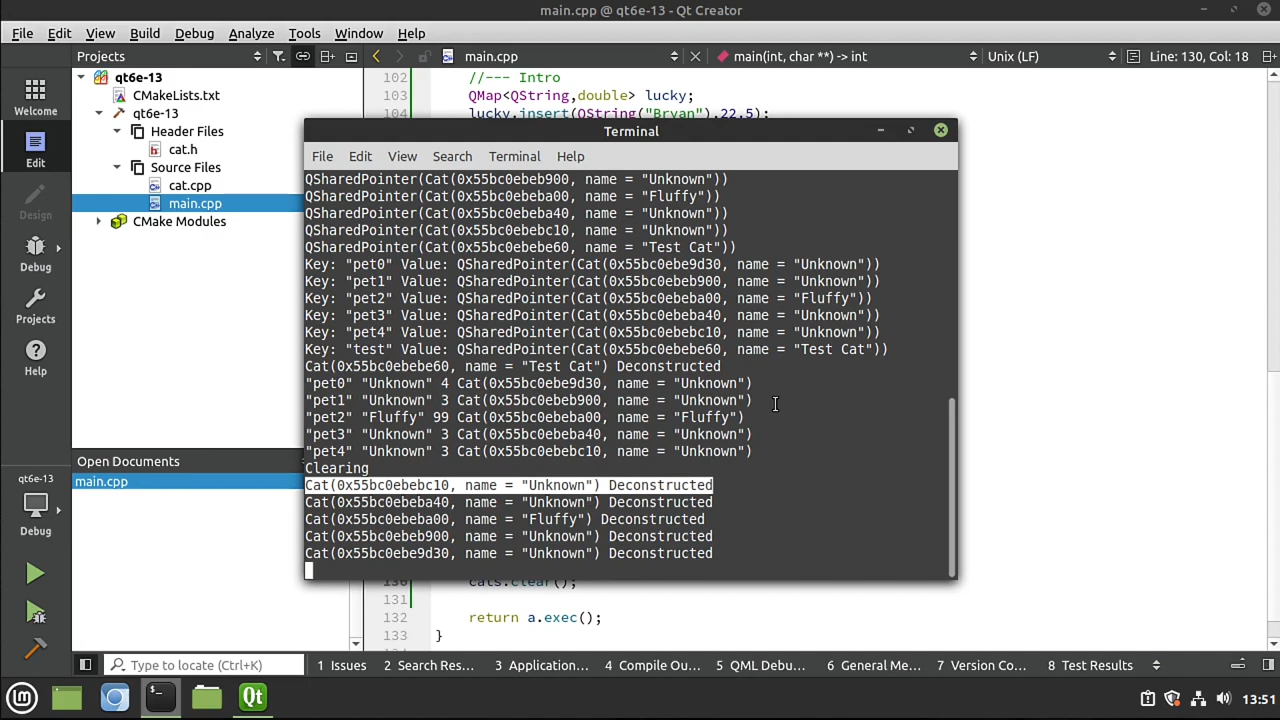 main.cpp @ qt6e-13 - Qt Creator
File Edit View Build Debug Analyze Tools Window Help
Projects main.cpp main(int, char **) -> int Unix (LF) Line: 130, Col: 18
Welcome
Edit
Design
Debug
Projects
Help
qt6e-13
Debug
qt6e-13
CMakeLists.txt
qt6e-13
Header Files
cat.h
Source Files
cat.cpp
main.cpp
CMake Modules
Open Documents
main.cpp
102 //--- Intro
103 QMap<QString,double> lucky;
104 lucky.insert(QString("Bryan"),22.5);
Terminal
File Edit View Search Terminal Help
QSharedPointer(Cat(0x55bc0ebeb900, name = "Unknown"))
QSharedPointer(Cat(0x55bc0ebeba00, name = "Fluffy"))
QSharedPointer(Cat(0x55bc0ebeba40, name = "Unknown"))
QSharedPointer(Cat(0x55bc0ebebc10, name = "Unknown"))
QSharedPointer(Cat(0x55bc0ebebe60, name = "Test Cat"))
Key: "pet0" Value: QSharedPointer(Cat(0x55bc0ebe9d30, name = "Unknown"))
Key: "pet1" Value: QSharedPointer(Cat(0x55bc0ebeb900, name = "Unknown"))
Key: "pet2" Value: QSharedPointer(Cat(0x55bc0ebeba00, name = "Fluffy"))
Key: "pet3" Value: QSharedPointer(Cat(0x55bc0ebeba40, name = "Unknown"))
Key: "pet4" Value: QSharedPointer(Cat(0x55bc0ebebc10, name = "Unknown"))
Key: "test" Value: QSharedPointer(Cat(0x55bc0ebebe60, name = "Test Cat"))
Cat(0x55bc0ebebe60, name = "Test Cat") Deconstructed
"pet0" "Unknown" 4 Cat(0x55bc0ebe9d30, name = "Unknown")
"pet1" "Unknown" 3 Cat(0x55bc0ebeb900, name = "Unknown")
"pet2" "Fluffy" 99 Cat(0x55bc0ebeba00, name = "Fluffy")
"pet3" "Unknown" 3 Cat(0x55bc0ebeba40, name = "Unknown")
"pet4" "Unknown" 3 Cat(0x55bc0ebebc10, name = "Unknown")
Clearing
Cat(0x55bc0ebebc10, name = "Unknown") Deconstructed
Cat(0x55bc0ebeba40, name = "Unknown") Deconstructed
Cat(0x55bc0ebeba00, name = "Fluffy") Deconstructed
Cat(0x55bc0ebeb900, name = "Unknown") Deconstructed
Cat(0x55bc0ebe9d30, name = "Unknown") Deconstructed
130 cats.clear();
131
132 return a.exec();
133 }
Type to locate (Ctrl+K) 1 Issues 2 Search Res... 3 Application... 4 Compile Ou... 5 QML Debu... 6 General Me... 7 Version Co... 8 Test Results
13:51